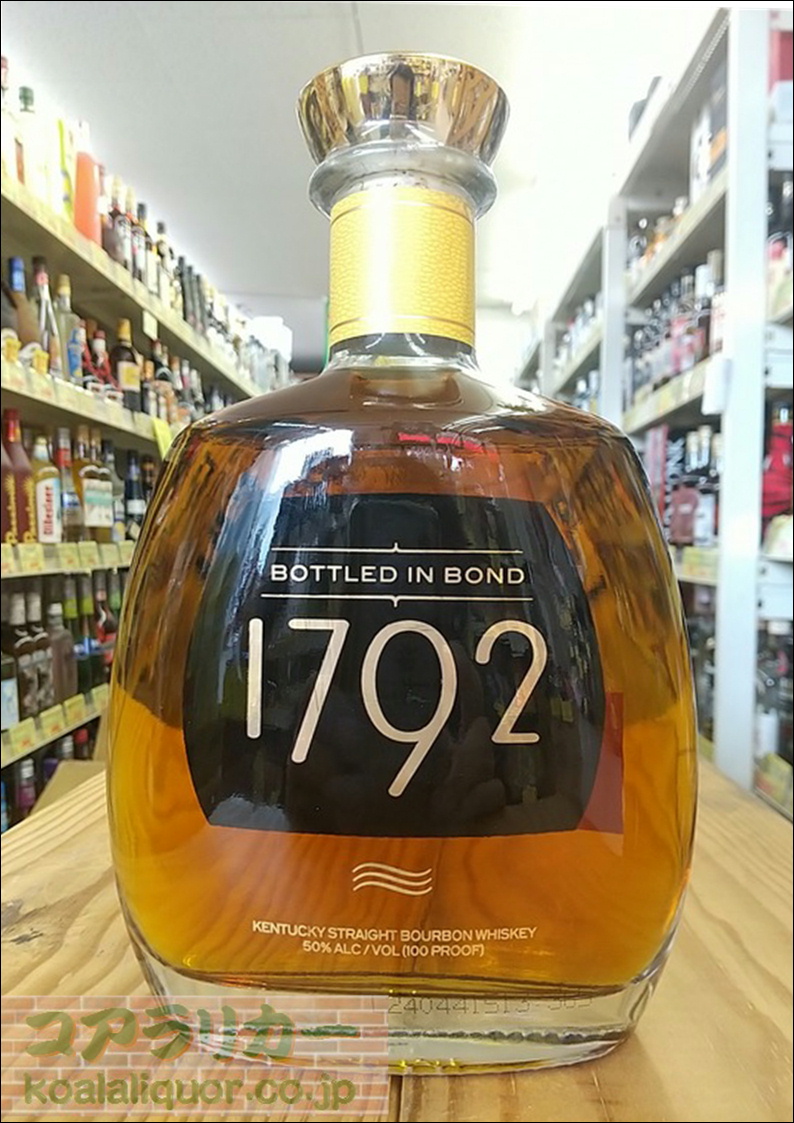 BOTTLED IN BOND
1792
KENTUCKY STRAIGHT BOURBON WHISKEY
50% ALC / VOL (100 PROOF)
コアラリカー
koalaliquor.co.jp